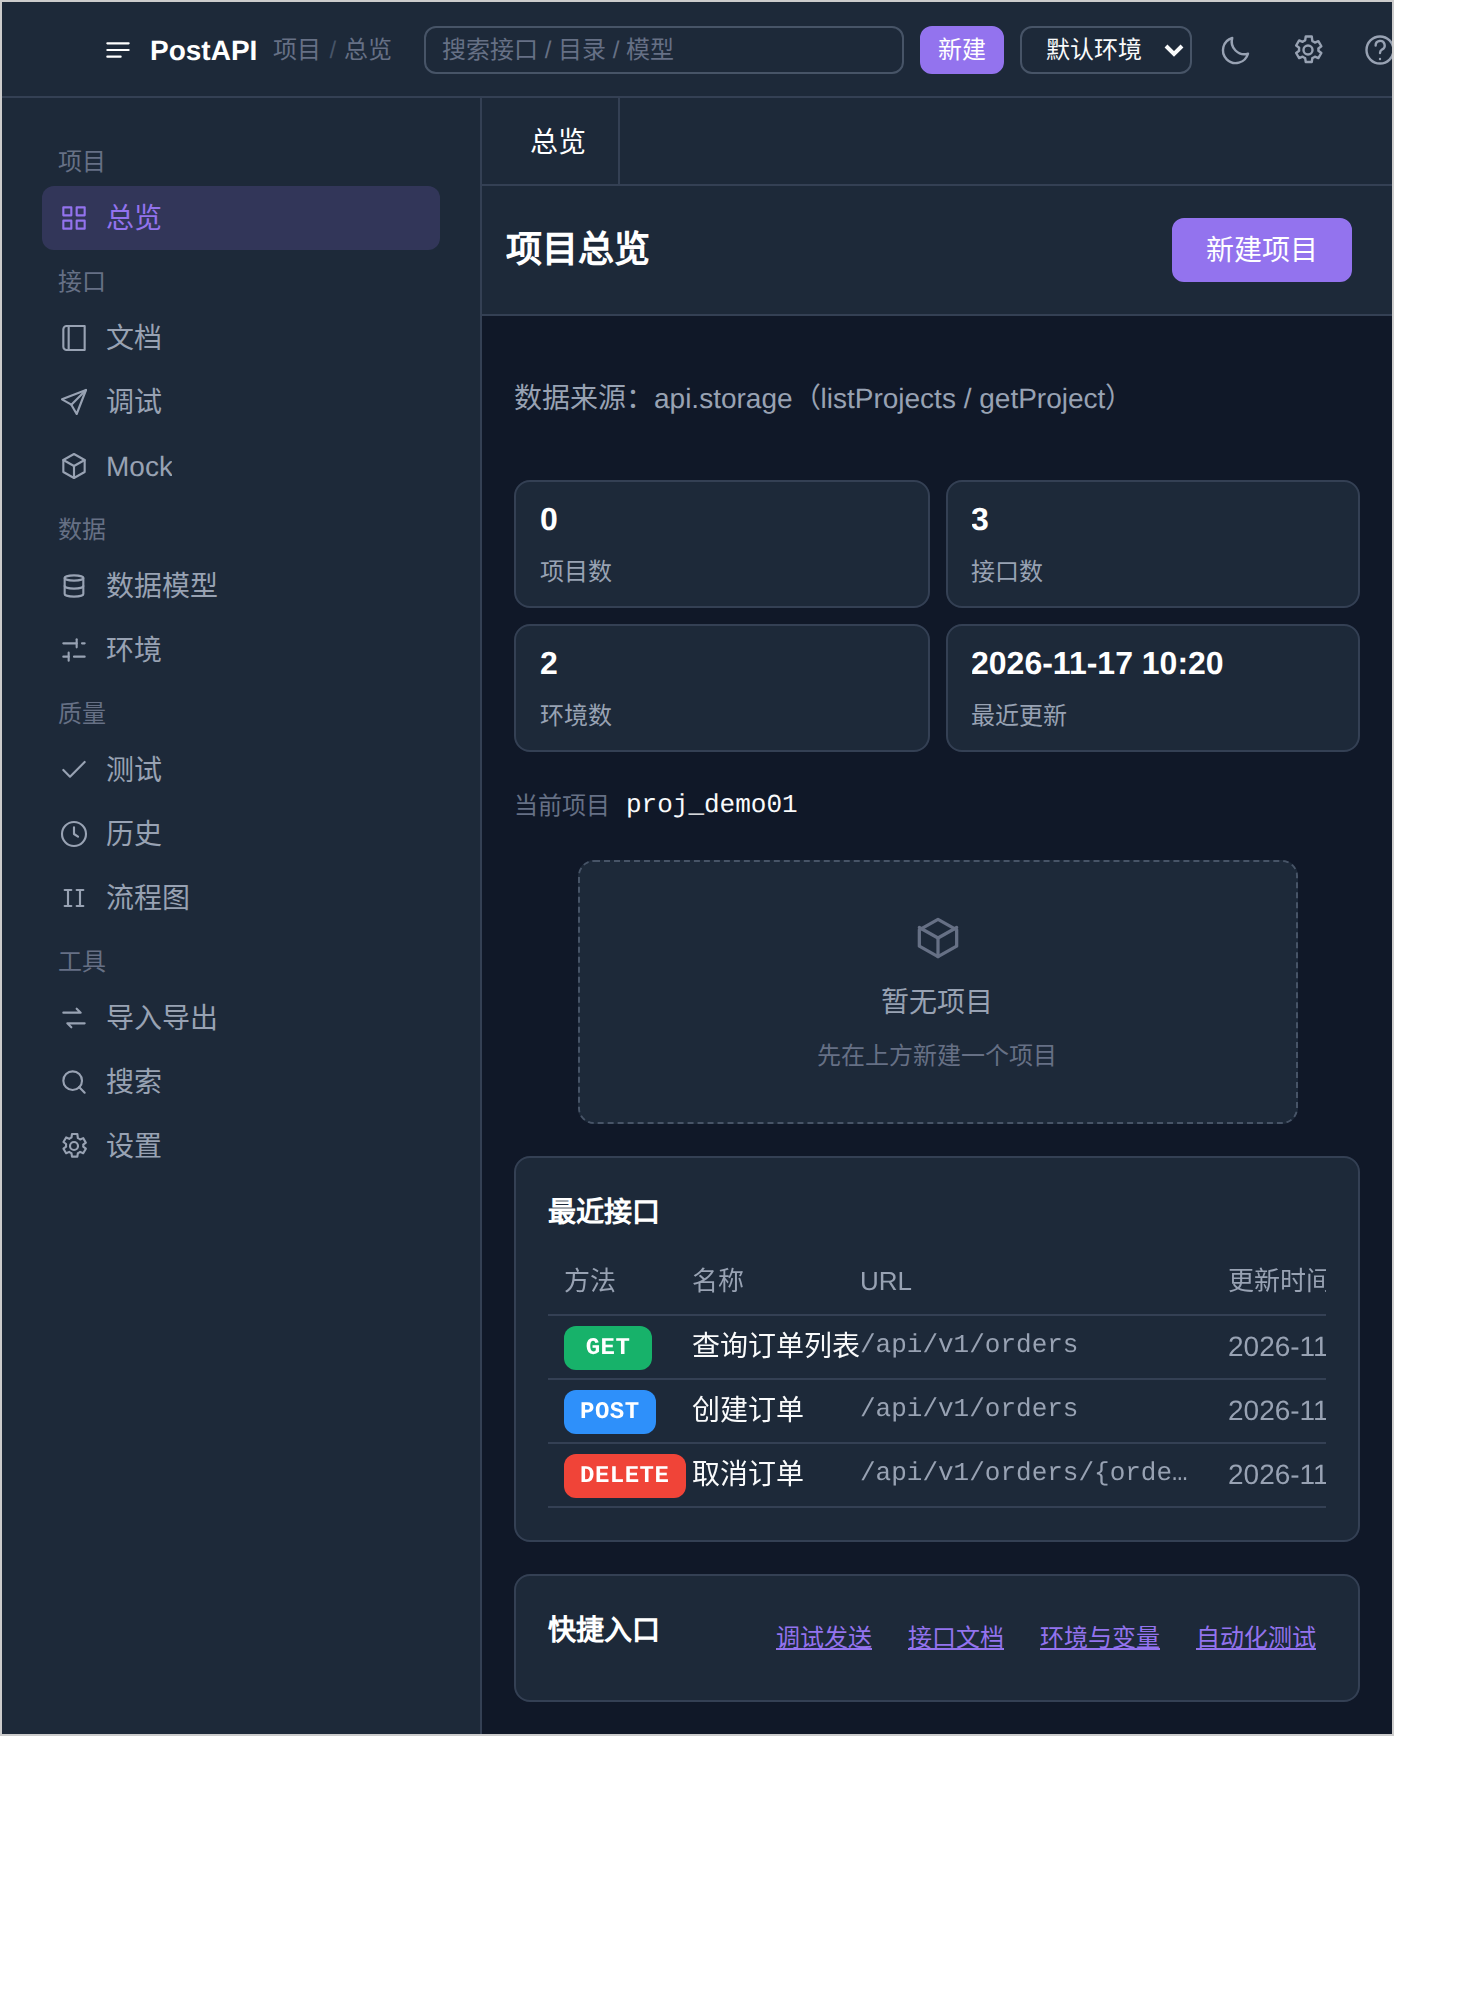 PostAPI 项目 / 总览 搜索接口 / 目录 / 模型 新建 默认环境
项目
总览
接口
文档
调试
Mock
数据
数据模型
环境
质量
测试
历史
流程图
工具
导入导出
搜索
设置
总览
项目总览 新建项目
数据来源：api.storage（listProjects / getProject）
0
项目数
3
接口数
2
环境数
2026-11-17 10:20
最近更新
当前项目 proj_demo01
暂无项目
先在上方新建一个项目
最近接口
方法 名称 URL 更新时间
GET 查询订单列表 /api/v1/orders 2026-11
POST 创建订单 /api/v1/orders 2026-11
DELETE 取消订单 /api/v1/orders/{orde… 2026-11
快捷入口 调试发送 接口文档 环境与变量 自动化测试